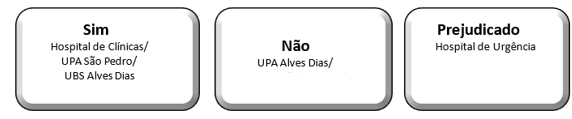 Sim
Hospital de Clínicas/
UPA São Pedro/
UBS Alves Dias
Não
UPA Alves Dias/
Prejudicado
Hospital de Urgência